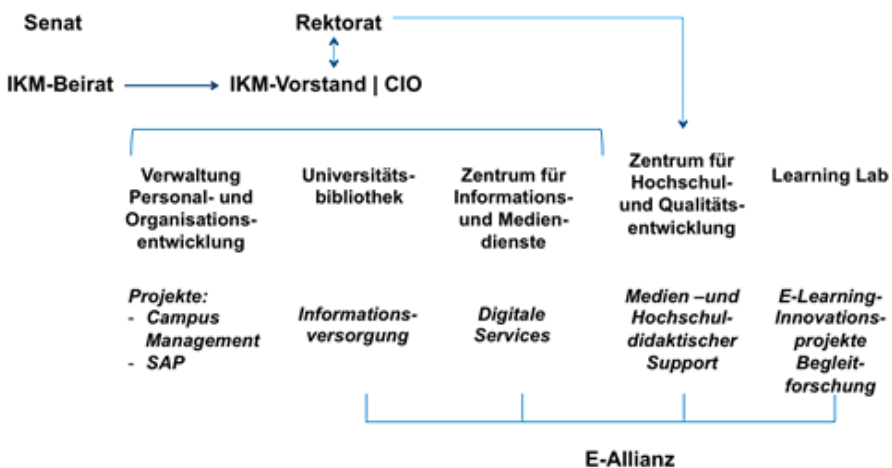 Senat
Rektorat
IKM-Beirat
IKM-Vorstand | CIO
Verwaltung
Personal- und
Organisations-
entwicklung
Universitäts-
bibliothek
Zentrum für
Informations-
und Medien-
dienste
Zentrum für
Hochschul-
und Qualitäts-
entwicklung
Learning Lab
Projekte:
- Campus
Management
- SAP
Informations-
versorgung
Digitale
Services
Medien –und
Hochschul-
didaktischer
Support
E-Learning-
Innovations-
projekte
Begleit-
forschung
E-Allianz